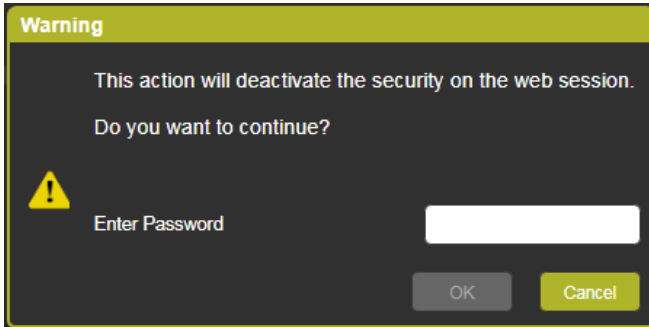 Warning
This action will deactivate the security on the web session.
Do you want to continue?
Enter Password
OK
Cancel